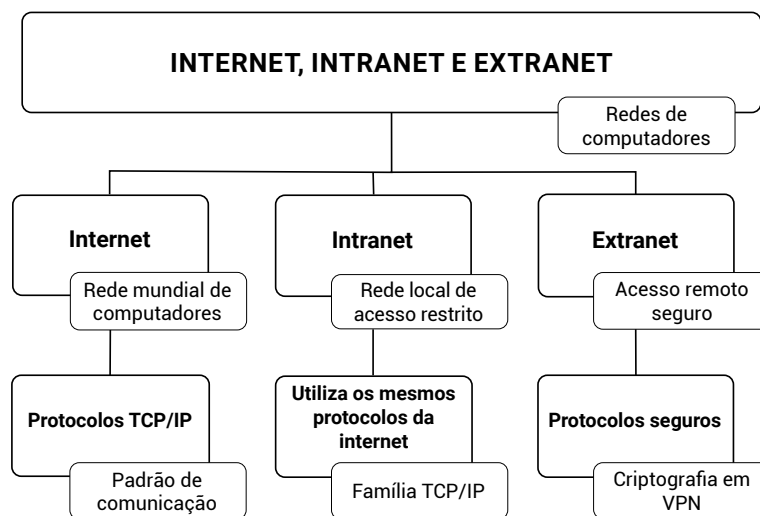 INTERNET, INTRANET E EXTRANET
Redes de
computadores
Internet
Rede mundial de
computadores
Intranet
Rede local de
acesso restrito
Extranet
Acesso remoto
seguro
Protocolos TCP/IP
Padrão de
comunicação
Utiliza os mesmos
protocolos da
internet
Família TCP/IP
Protocolos seguros
Criptografia em
VPN